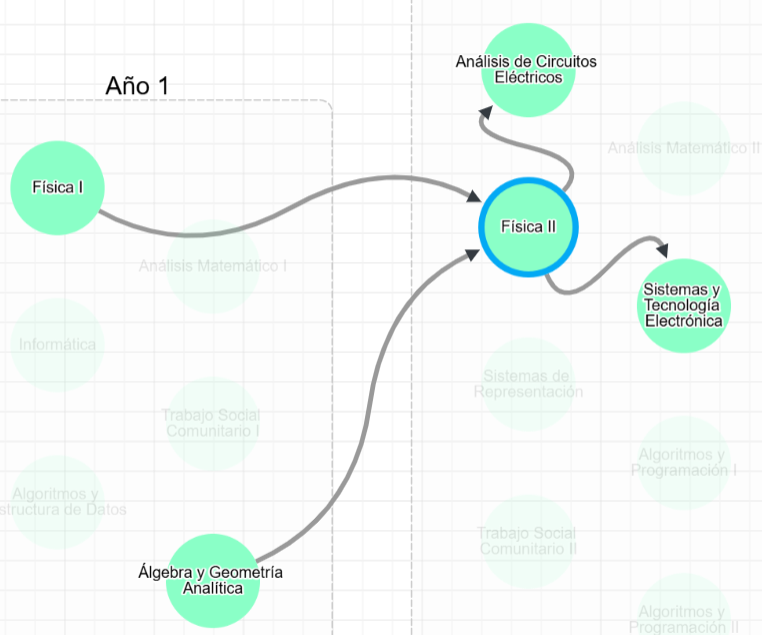 Análisis de Circuitos
Eléctricos
Año 1
Análisis Matemático II
Física I
Física II
Análisis Matemático I
Sistemas y
Tecnología
Electrónica
Informática
Sistemas de
Representación
Trabajo Social
Comunitario I
Algoritmos y
Programación I
Algoritmos y
structura de Datos
Trabajo Social
Comunitario II
Álgebra y Geometría
Analítica
Algoritmos y
Programación II